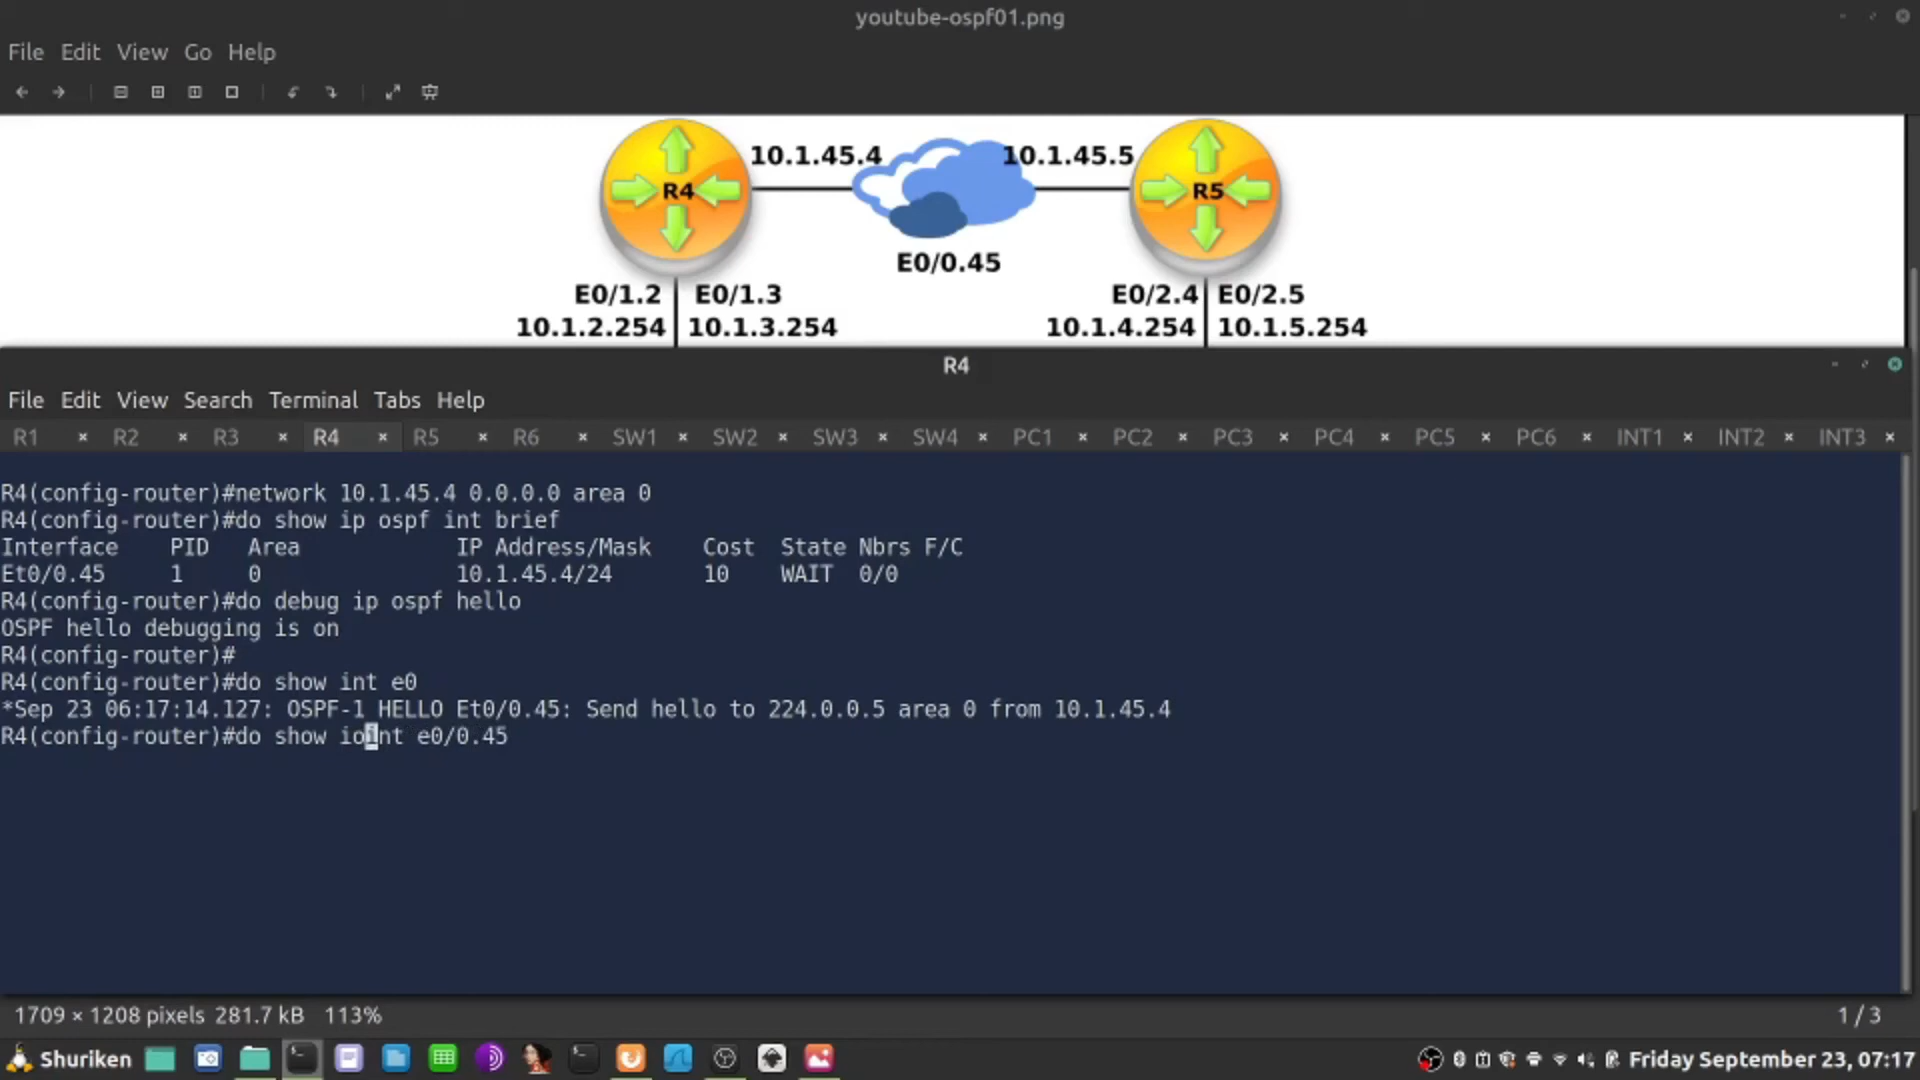 youtube-ospf01.png
File Edit View Go Help
10.1.45.4 10.1.45.5
R4 R5
E0/0.45
E0/1.2 E0/1.3 E0/2.4 E0/2.5
10.1.2.254 10.1.3.254 10.1.4.254 10.1.5.254
R4
File Edit View Search Terminal Tabs Help
R1 × R2 × R3 × R4 × R5 × R6 × SW1 × SW2 × SW3 × SW4 × PC1 × PC2 × PC3 × PC4 × PC5 × PC6 × INT1 × INT2 × INT3 ×
R4(config-router)#network 10.1.45.4 0.0.0.0 area 0
R4(config-router)#do show ip ospf int brief
Interface PID Area IP Address/Mask Cost State Nbrs F/C
Et0/0.45 1 0 10.1.45.4/24 10 WAIT 0/0
R4(config-router)#do debug ip ospf hello
OSPF hello debugging is on
R4(config-router)#
R4(config-router)#do show int e0
*Sep 23 06:17:14.127: OSPF-1 HELLO Et0/0.45: Send hello to 224.0.0.5 area 0 from 10.1.45.4
R4(config-router)#do show ioint e0/0.45
1709 × 1208 pixels 281.7 kB 113% 1 / 3
Shuriken Friday September 23, 07:17